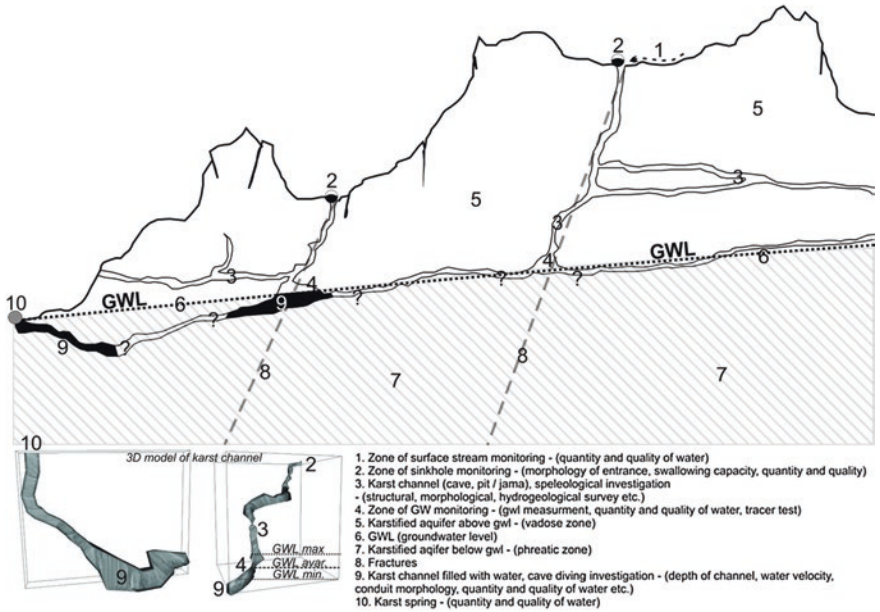 2
1
5
2
3
5
3
3
GWL
4
6
4
?
?
GWL
6
9
?
10
?
?
9
8
7
8
7
10
3D model of karst channel
2
3
GWL max
4
GWL avar.
GWL min.
9
9
1. Zone of surface stream monitoring - (quantity and quality of water)
2. Zone of sinkhole monitoring - (morphology of entrance, swallowing capacity, quantity and quality)
3. Karst channel (cave, pit / jama), speleological investigation
- (structural, morphological, hydrogeological survey etc.)
4. Zone of GW monitoring - (gwl measurment, quantity and quality of water, tracer test)
5. Karstified aquifer above gwl - (vadose zone)
6. GWL (groundwater level)
7. Karstified aqifer below gwl - (phreatic zone)
8. Fractures
9. Karst channel filled with water, cave diving investigation - (depth of channel, water velocity,
conduit morphology, quantity and quality of water etc.)
10. Karst spring - (quantity and quality of water)